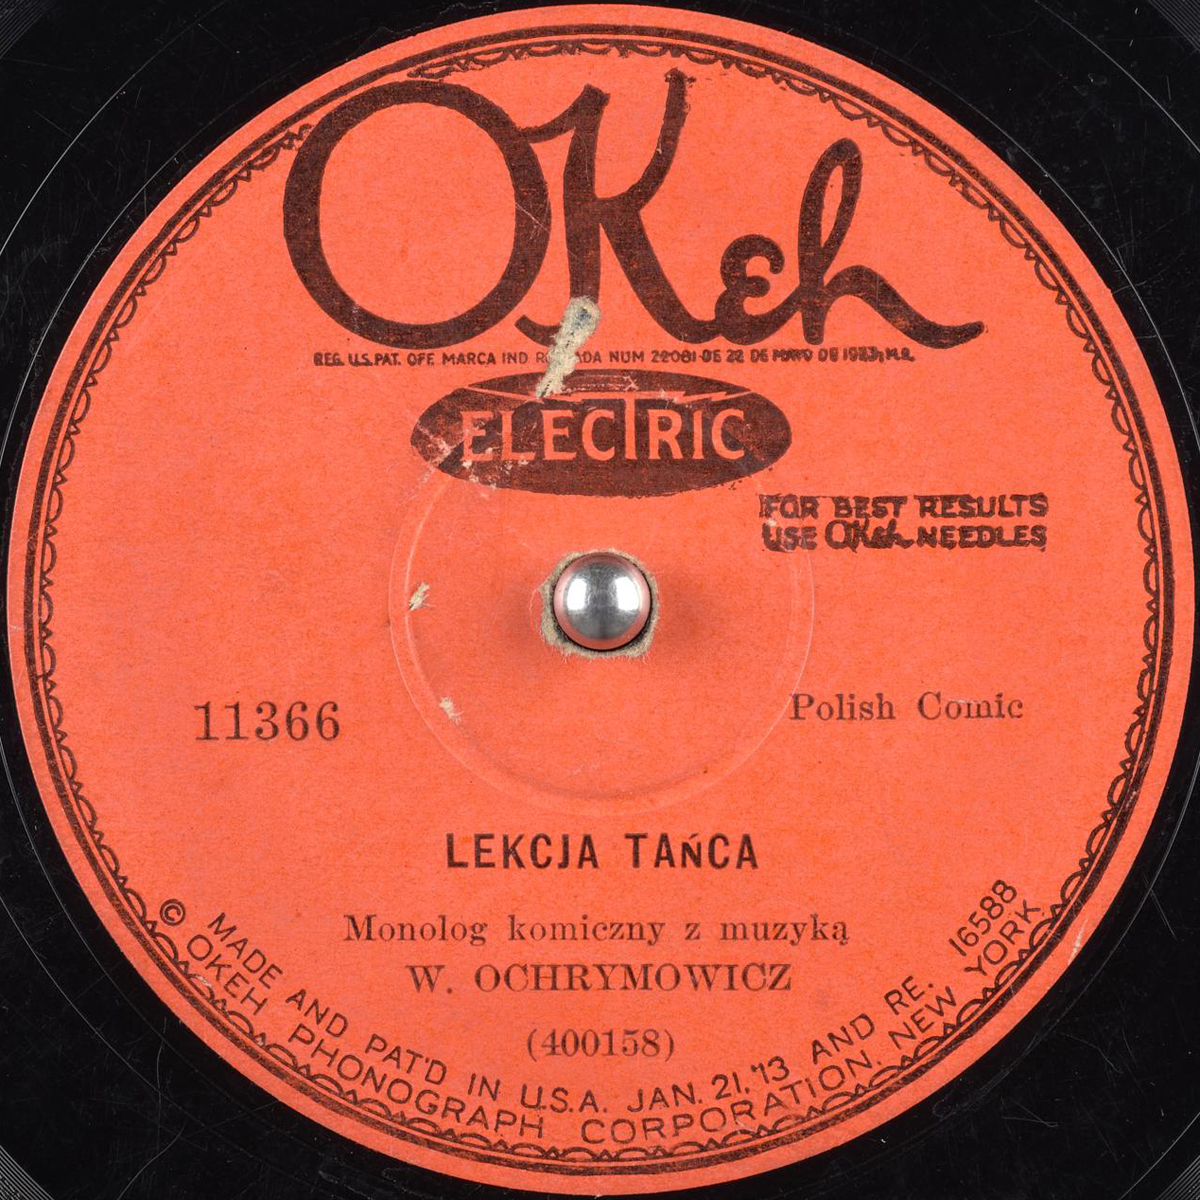 OKeh
REG. U.S. PAT. OFF. MARCA IND NUM 22081 DE 22 DE MAYO DE 1923, M.R.
ELECTRIC
FOR BEST RESULTS
USE OKeh NEEDLES
11366
Polish Comic
LEKCJA TAńCA
Monolog komiczny z muzyką
W. OCHRYMOWICZ
(400158)
© MADE AND PAT'D IN U.S.A. JAN. 21, '13 AND RE. 16588
OKEH PHONOGRAPH CORPORATION. NEW YORK